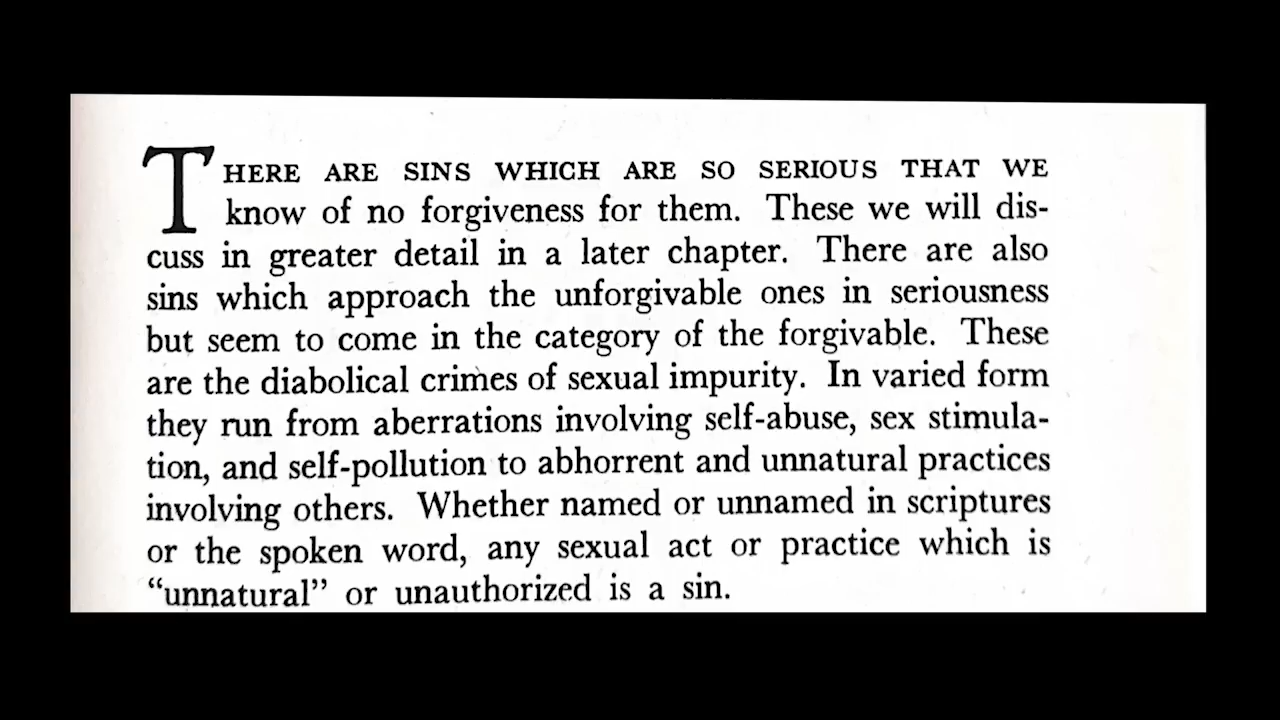 THERE ARE SINS WHICH ARE SO SERIOUS THAT WE
know of no forgiveness for them. These we will dis-
cuss in greater detail in a later chapter. There are also
sins which approach the unforgivable ones in seriousness
but seem to come in the category of the forgivable. These
are the diabolical crimes of sexual impurity. In varied form
they run from aberrations involving self-abuse, sex stimula-
tion, and self-pollution to abhorrent and unnatural practices
involving others. Whether named or unnamed in scriptures
or the spoken word, any sexual act or practice which is
“unnatural” or unauthorized is a sin.